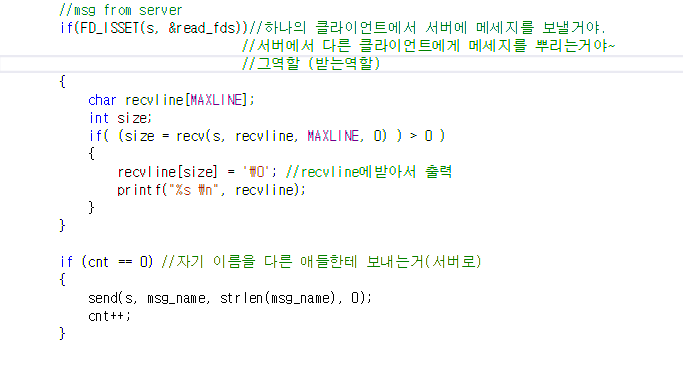 //msg from server
if(FD_ISSET(s, &read_fds))//하나의 클라이언트에서 서버에 메세지를 보낼거야.
//서버에서 다른 클라이언트에게 메세지를 뿌리는거야~
//그역할 (받는역할)
{
char recvline[MAXLINE];
int size;
if( (size = recv(s, recvline, MAXLINE, 0) ) > 0 )
{
recvline[size] = '₩0'; //recvline에받아서 출력
printf("%s ₩n", recvline);
}
}
if (cnt == 0) //자기 이름을 다른 애들한테 보내는거(서버로)
{
send(s, msg_name, strlen(msg_name), 0);
cnt++;
}